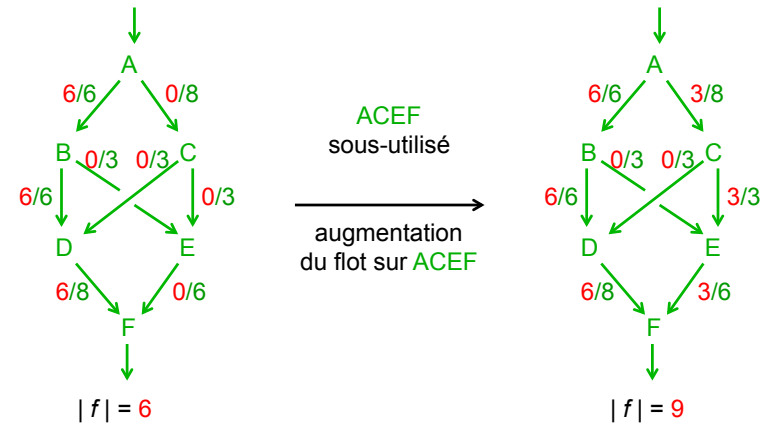 A
6/6 0/8
B 0/3 0/3 C
6/6 0/3
D E
6/8 0/6
F
| f | = 6
ACEF
sous-utilisé
augmentation
du flot sur ACEF
A
6/6 3/8
B 0/3 0/3 C
6/6 3/3
D E
6/8 3/6
F
| f | = 9